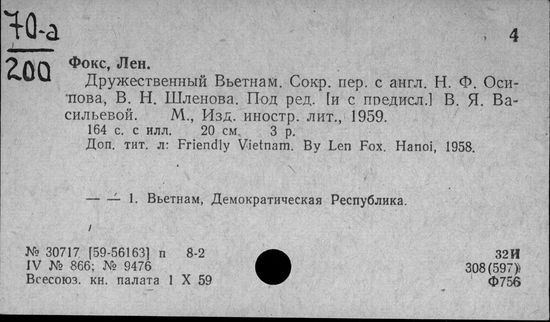 70-а
200
4
Фокс, Лен.
Дружественный Вьетнам. Сокр. пер. с англ. Н. Ф. Оси-
пова, В. Н. Шленова. Под ред. [и с предисл.] В. Я. Ва-
сильевой. М., Изд. иностр. лит., 1959.
164 с. с илл. 20 см. 3 р.
Доп. тит. л: Friendly Vietnam. By Len Fox. Hanoi, 1958.
— — 1. Вьетнам, Демократическая Республика.
№ 30717 [59-56163] п 8-2
32И
IV № 866; № 9476
308(597)
Всесоюз. кн. палата 1 X 59
Ф756